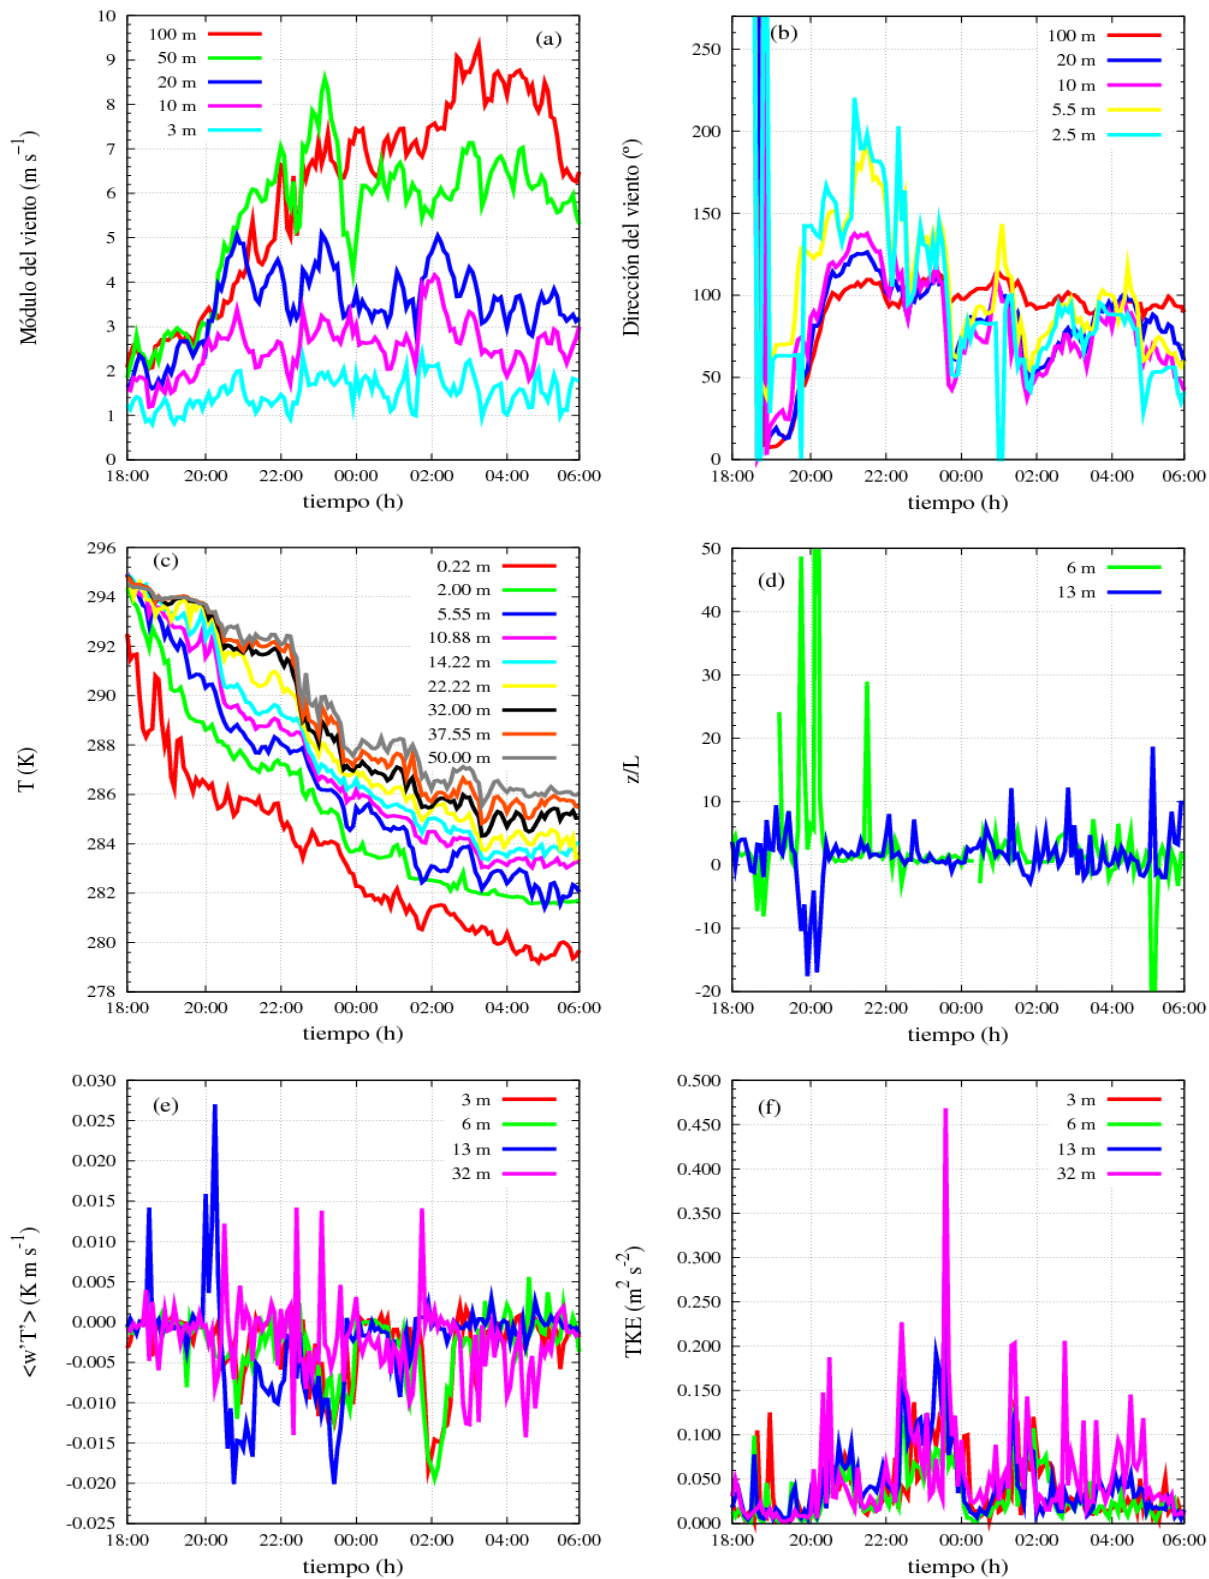 (a)
100 m
50 m
20 m
10 m
3 m
10
9
8
7
6
5
4
3
2
1
0
Módulo del viento (m s⁻¹)
18:00 20:00 22:00 00:00 02:00 04:00 06:00
tiempo (h)
(b)
100 m
20 m
10 m
5.5 m
2.5 m
250
200
150
100
50
0
Dirección del viento (º)
18:00 20:00 22:00 00:00 02:00 04:00 06:00
tiempo (h)
(c)
0.22 m
2.00 m
5.55 m
10.88 m
14.22 m
22.22 m
32.00 m
37.55 m
50.00 m
296
294
292
290
288
286
284
282
280
278
T (K)
18:00 20:00 22:00 00:00 02:00 04:00 06:00
tiempo (h)
(d)
6 m
13 m
50
40
30
20
10
0
-10
-20
z/L
18:00 20:00 22:00 00:00 02:00 04:00 06:00
tiempo (h)
(e)
3 m
6 m
13 m
32 m
0.030
0.025
0.020
0.015
0.010
0.005
0.000
-0.005
-0.010
-0.015
-0.020
-0.025
<w'T'> (K m s⁻¹)
18:00 20:00 22:00 00:00 02:00 04:00 06:00
tiempo (h)
(f)
3 m
6 m
13 m
32 m
0.500
0.450
0.400
0.350
0.300
0.250
0.200
0.150
0.100
0.050
0.000
TKE (m² s⁻²)
18:00 20:00 22:00 00:00 02:00 04:00 06:00
tiempo (h)